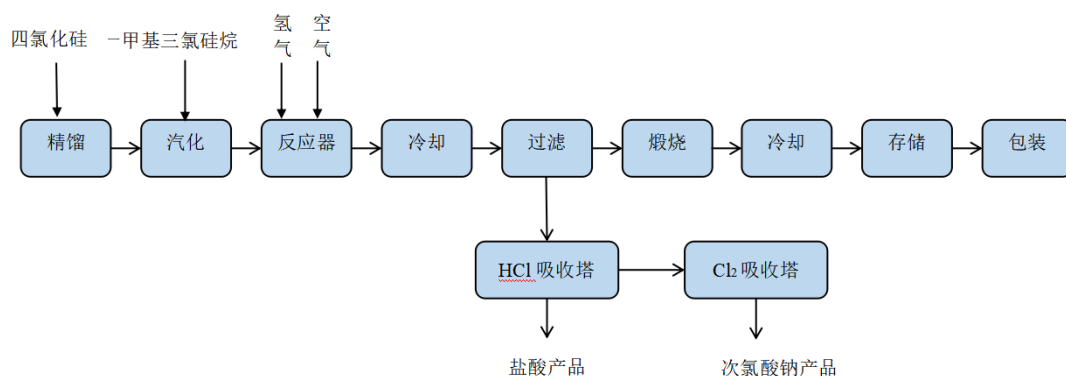 四氯化硅
一甲基三氯硅烷
氢气
空气
精馏
汽化
反应器
冷却
过滤
煅烧
冷却
存储
包装
HCl 吸收塔
Cl₂ 吸收塔
盐酸产品
次氯酸钠产品